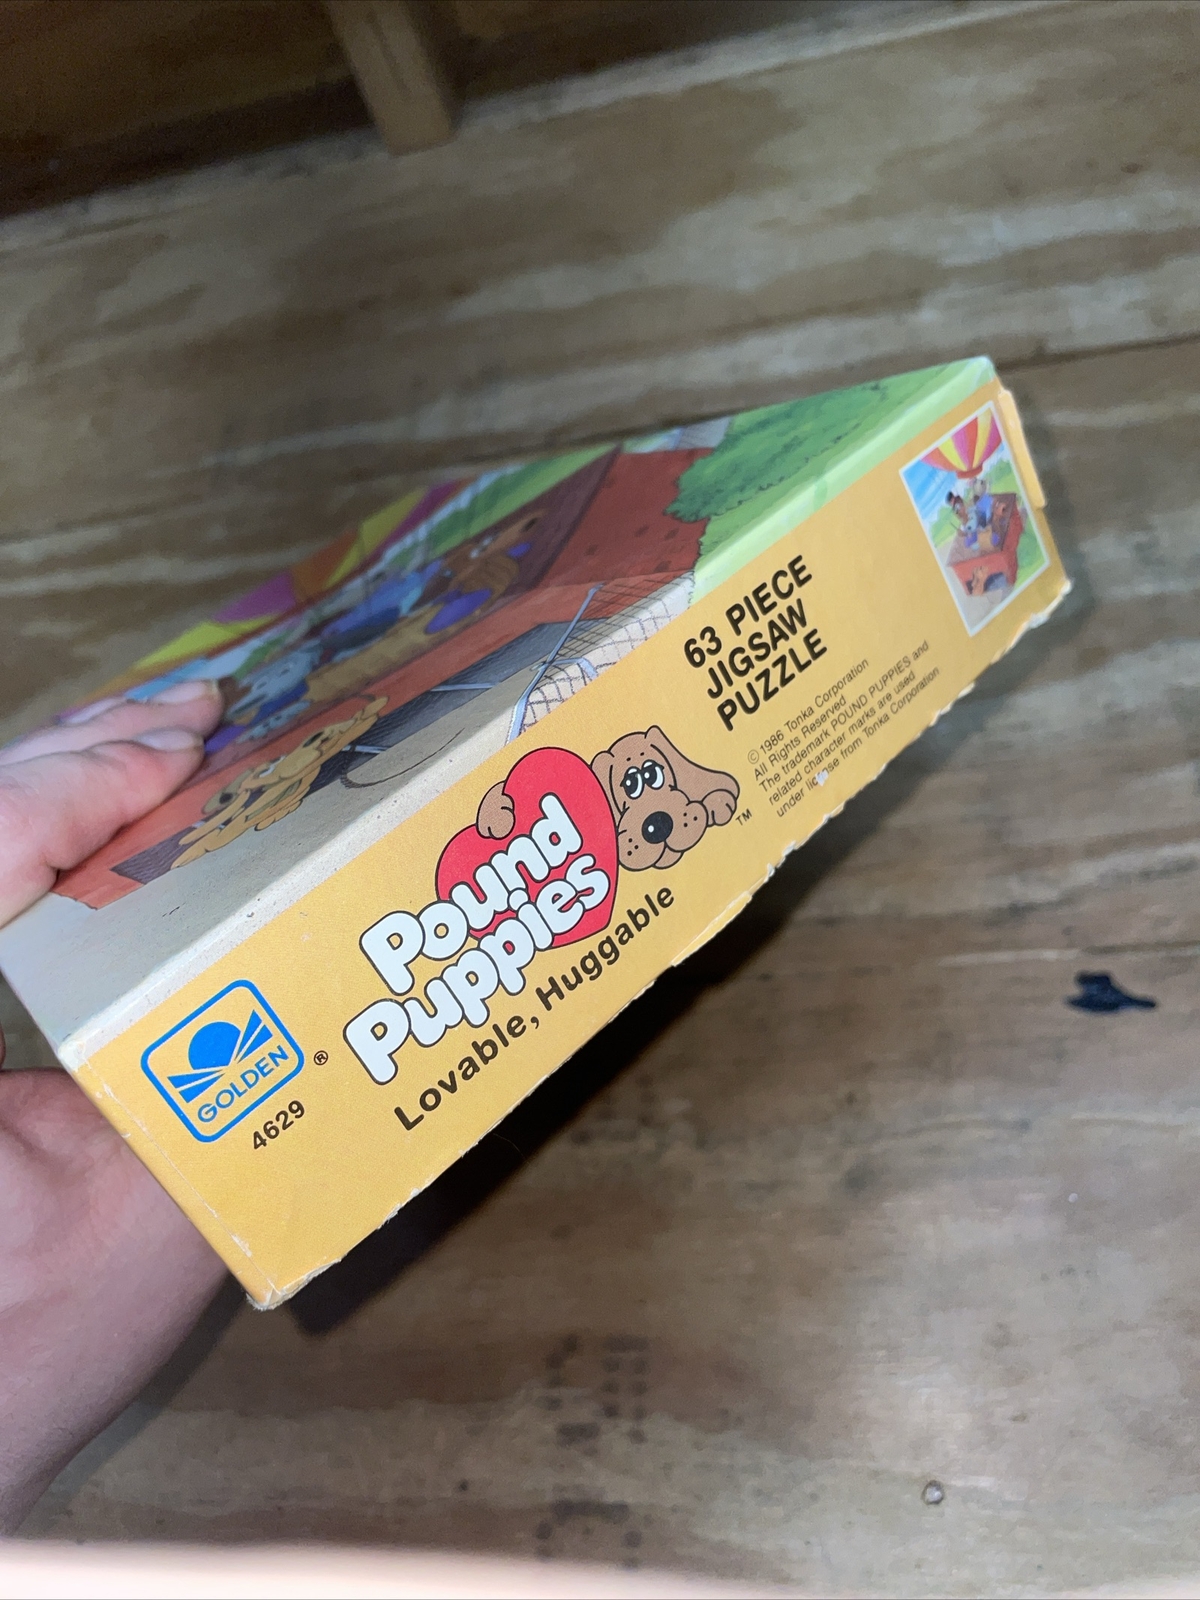 GOLDEN
®
4629
Pound
Puppies
TM
Lovable, Huggable
63 PIECE
JIGSAW
PUZZLE
© 1986 Tonka Corporation
All Rights Reserved
The trademark POUND PUPPIES and
related character marks are used
under license from Tonka Corporation